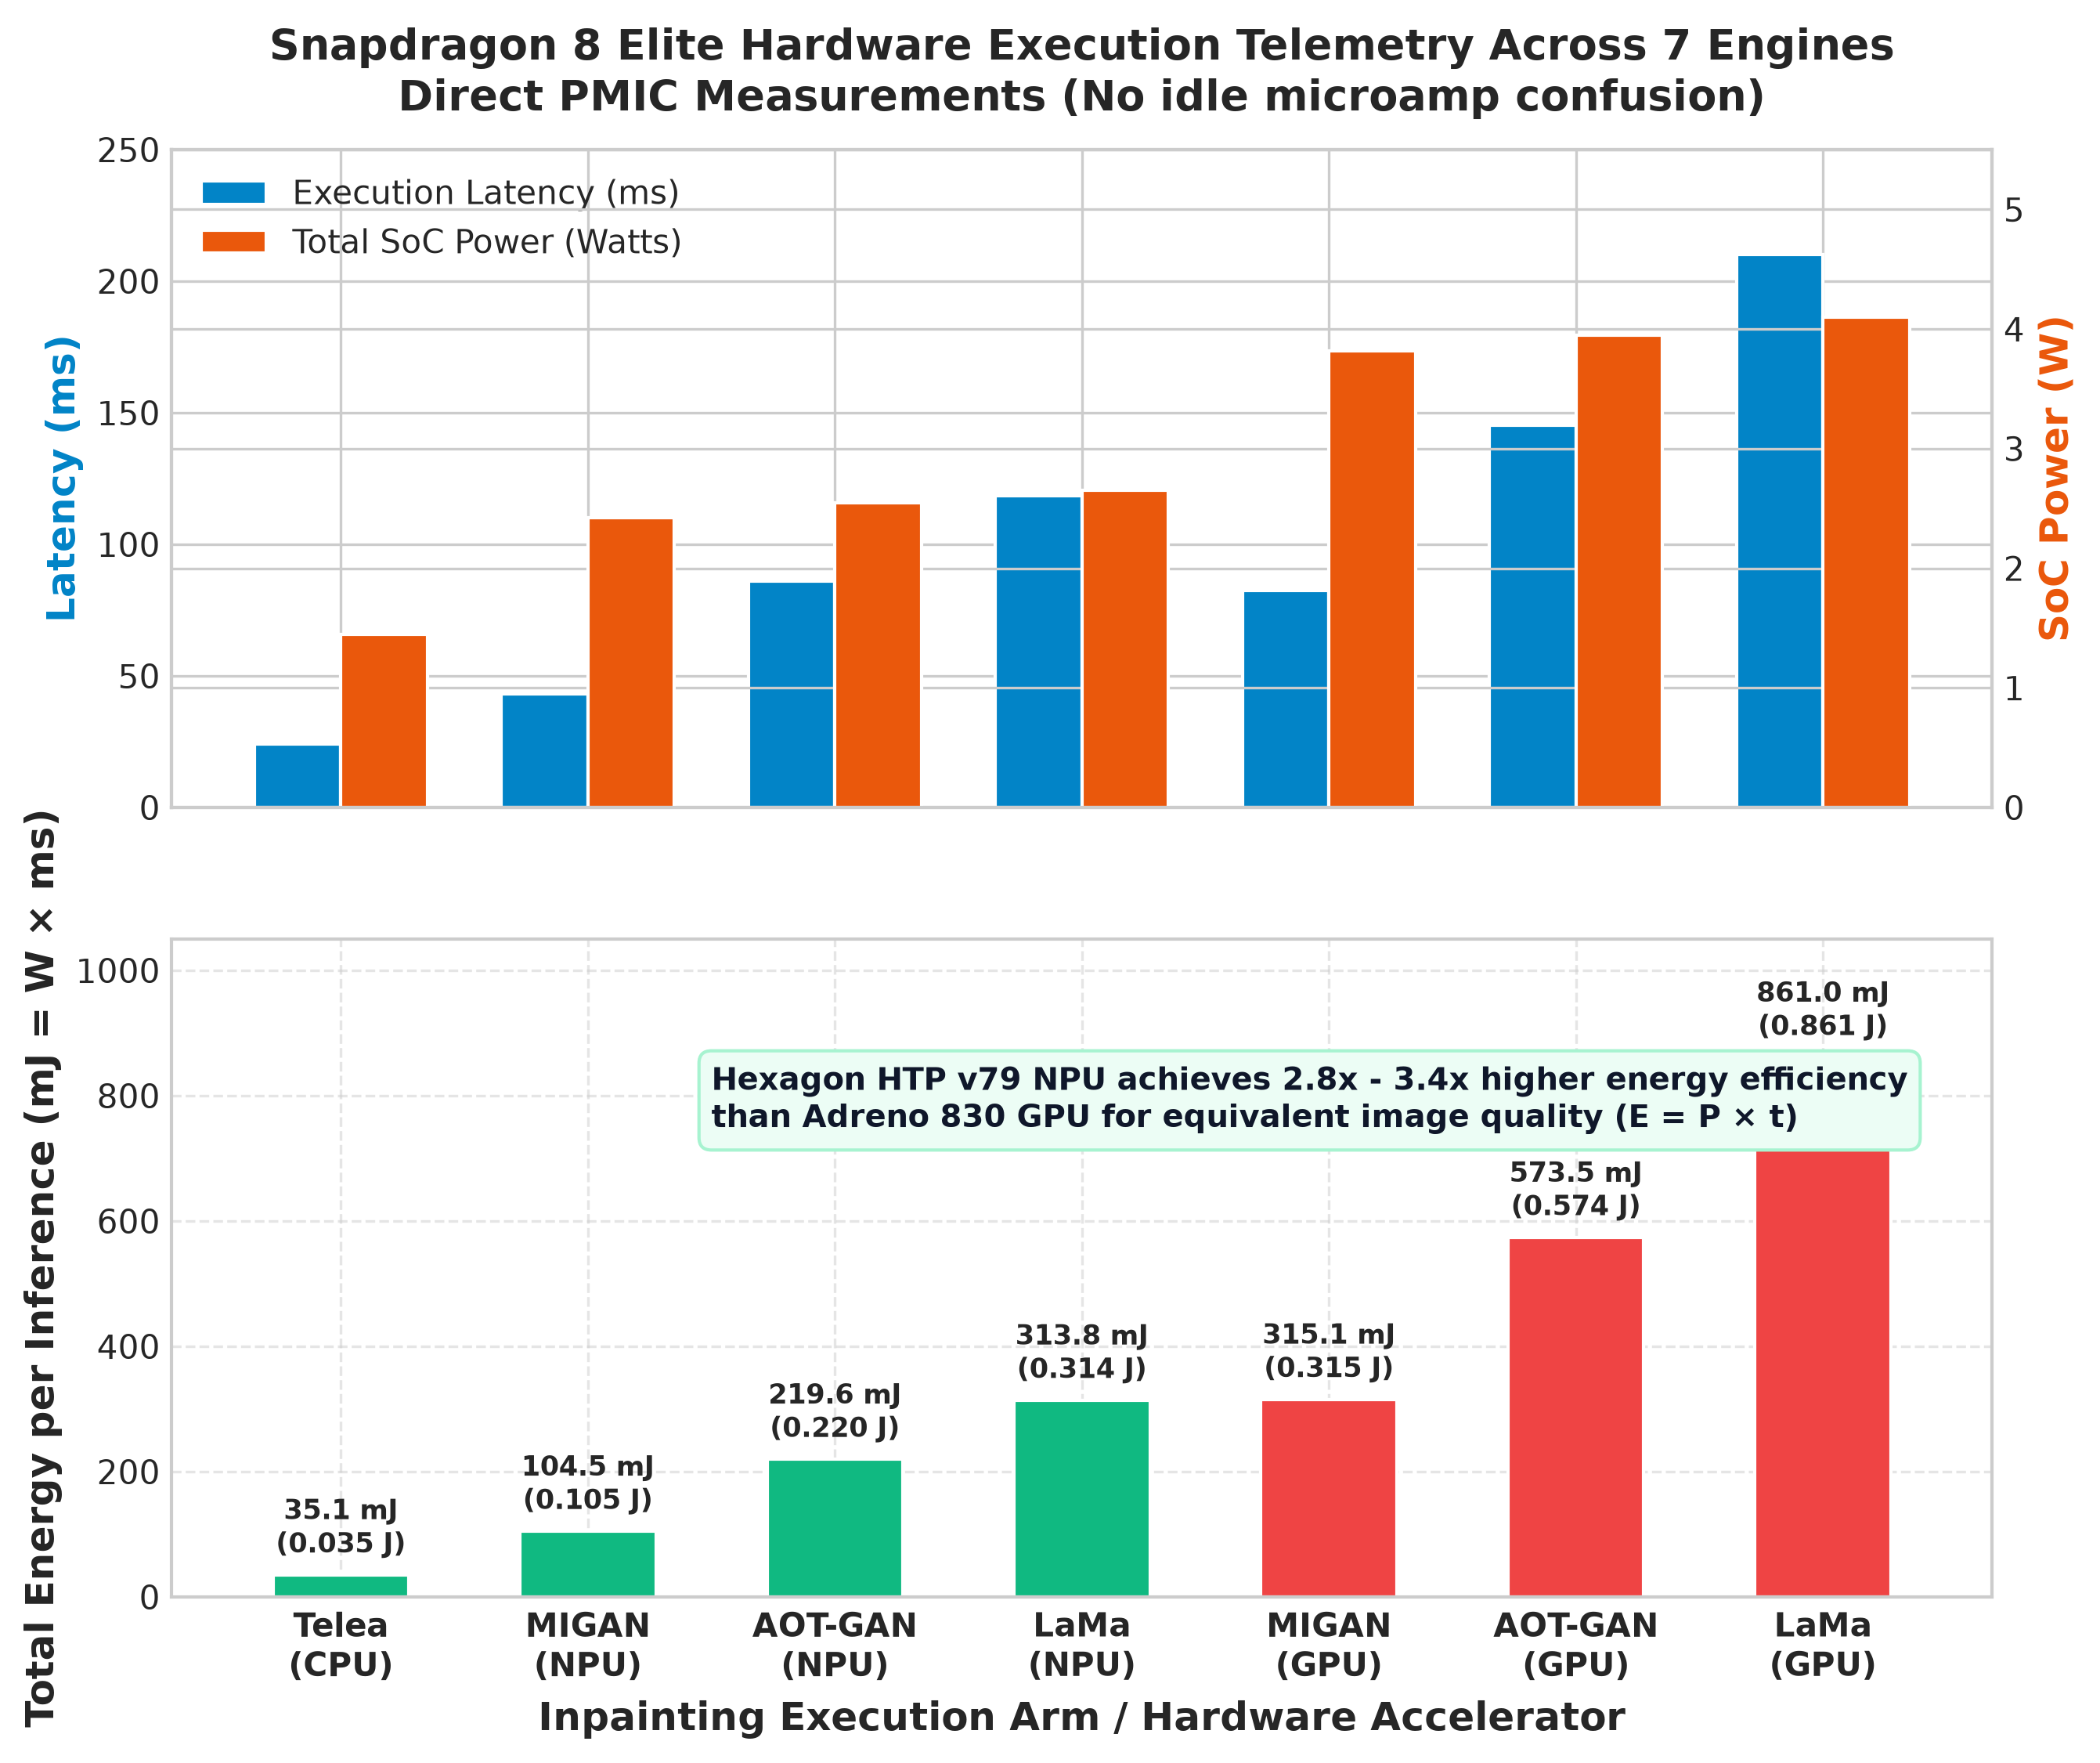 Snapdragon 8 Elite Hardware Execution Telemetry Across 7 Engines
Direct PMIC Measurements (No idle microamp confusion)
Execution Latency (ms)
Total SoC Power (Watts)
Latency (ms)
250
200
150
100
50
0
5
4
3
2
1
0
SoC Power (W)
Total Energy per Inference (mJ = W × ms)
1000
800
600
400
200
0
Hexagon HTP v79 NPU achieves 2.8x - 3.4x higher energy efficiency
than Adreno 830 GPU for equivalent image quality (E = P × t)
35.1 mJ
(0.035 J)
104.5 mJ
(0.105 J)
219.6 mJ
(0.220 J)
313.8 mJ
(0.314 J)
315.1 mJ
(0.315 J)
573.5 mJ
(0.574 J)
861.0 mJ
(0.861 J)
Telea
(CPU)
MIGAN
(NPU)
AOT-GAN
(NPU)
LaMa
(NPU)
MIGAN
(GPU)
AOT-GAN
(GPU)
LaMa
(GPU)
Inpainting Execution Arm / Hardware Accelerator